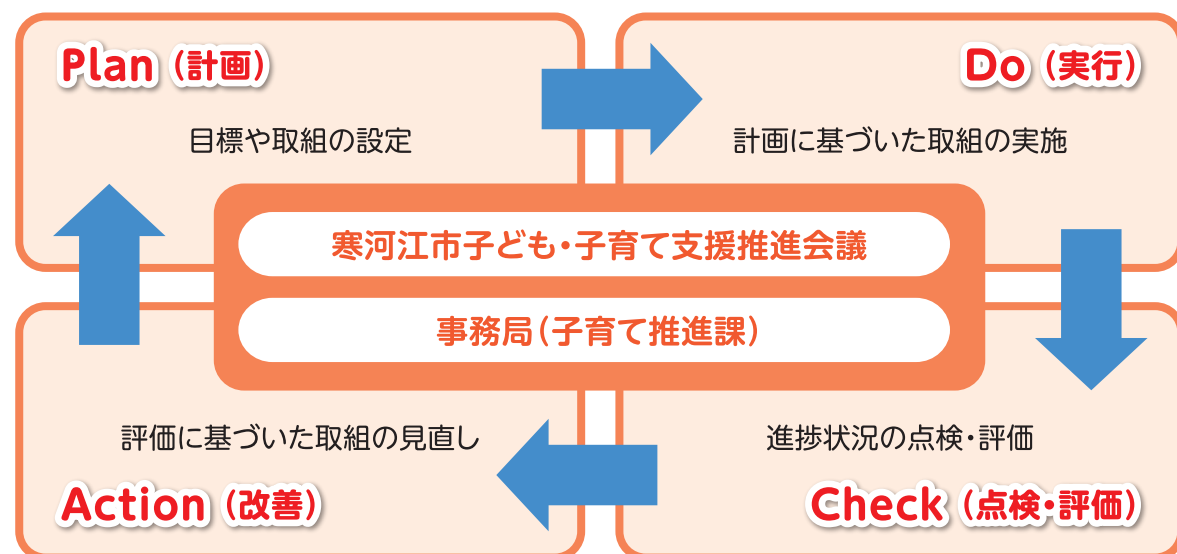 Plan（計画）
目標や取組の設定
Do（実行）
計画に基づいた取組の実施
寒河江市子ども・子育て支援推進会議
事務局（子育て推進課）
評価に基づいた取組の見直し
Action（改善）
進捗状況の点検・評価
Check（点検・評価）